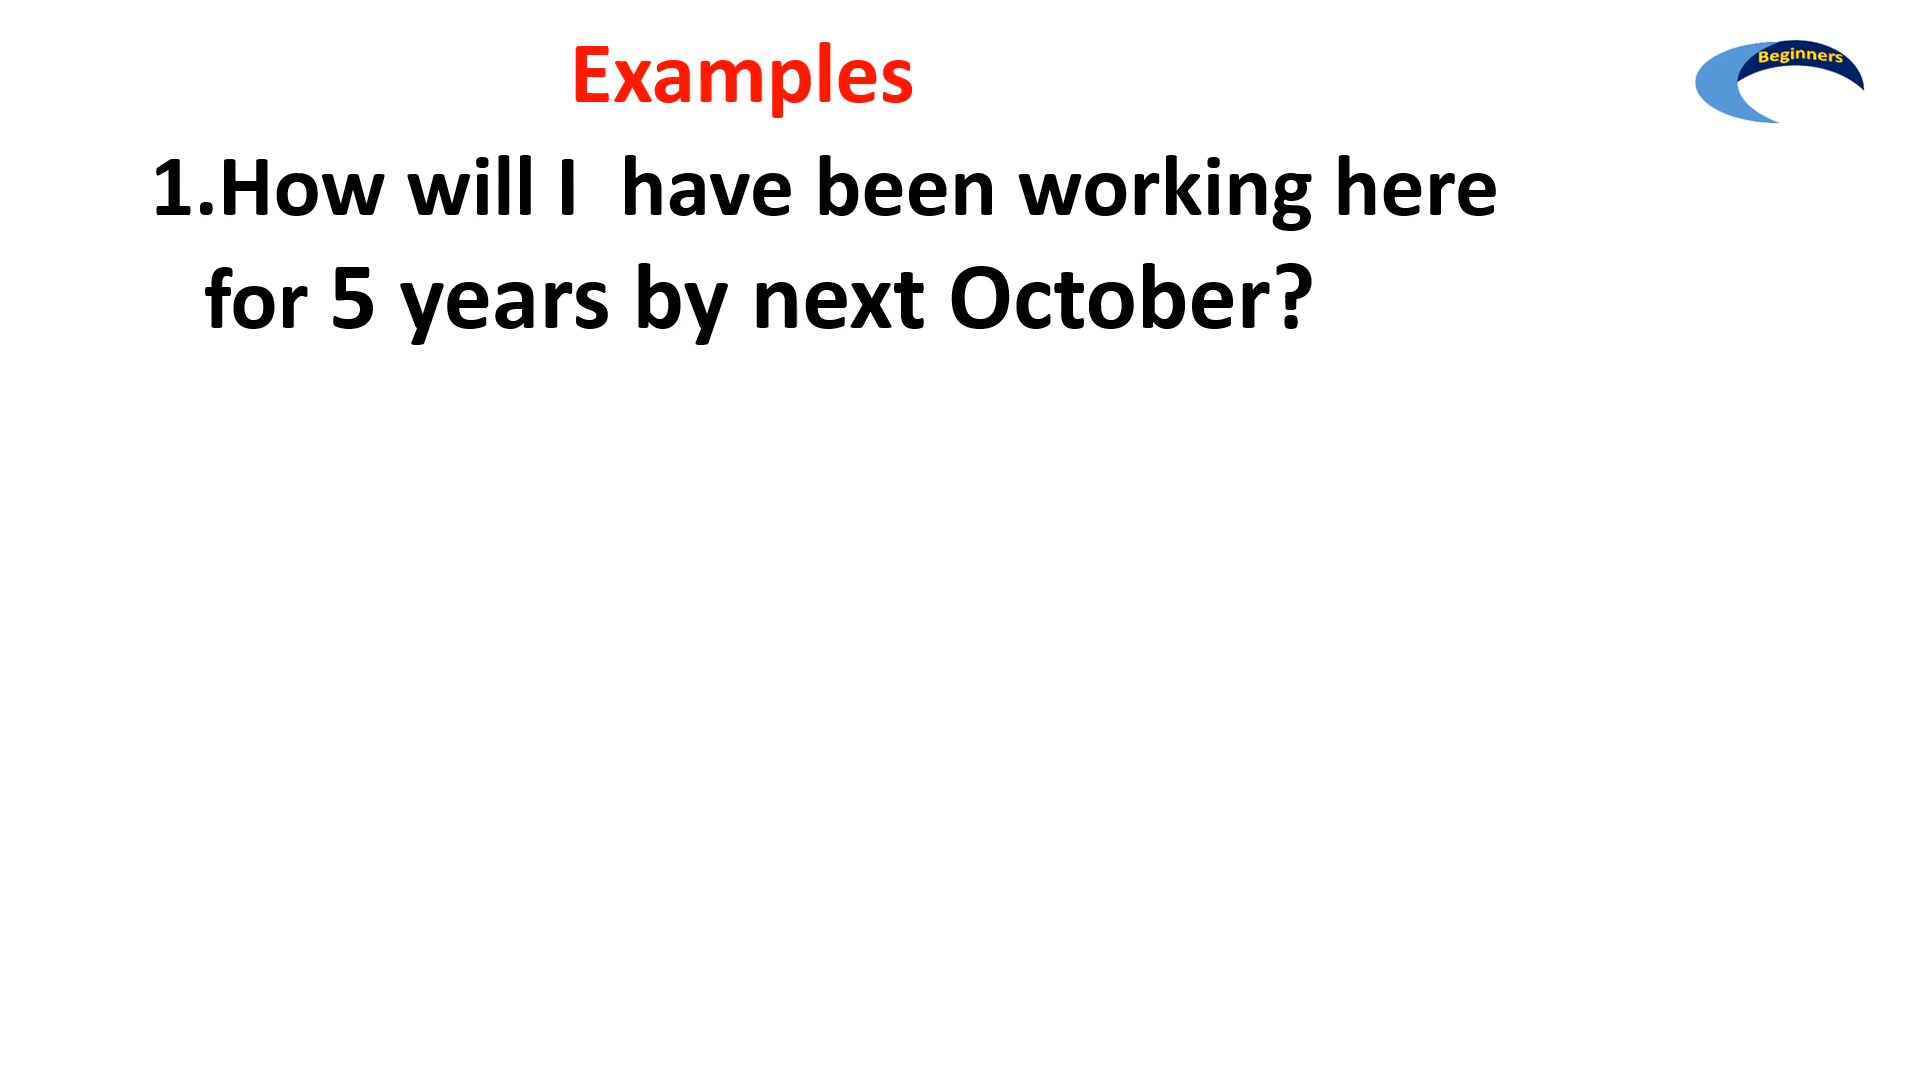 Examples
Beginners
1.How will I  have been working here
for 5 years by next October?